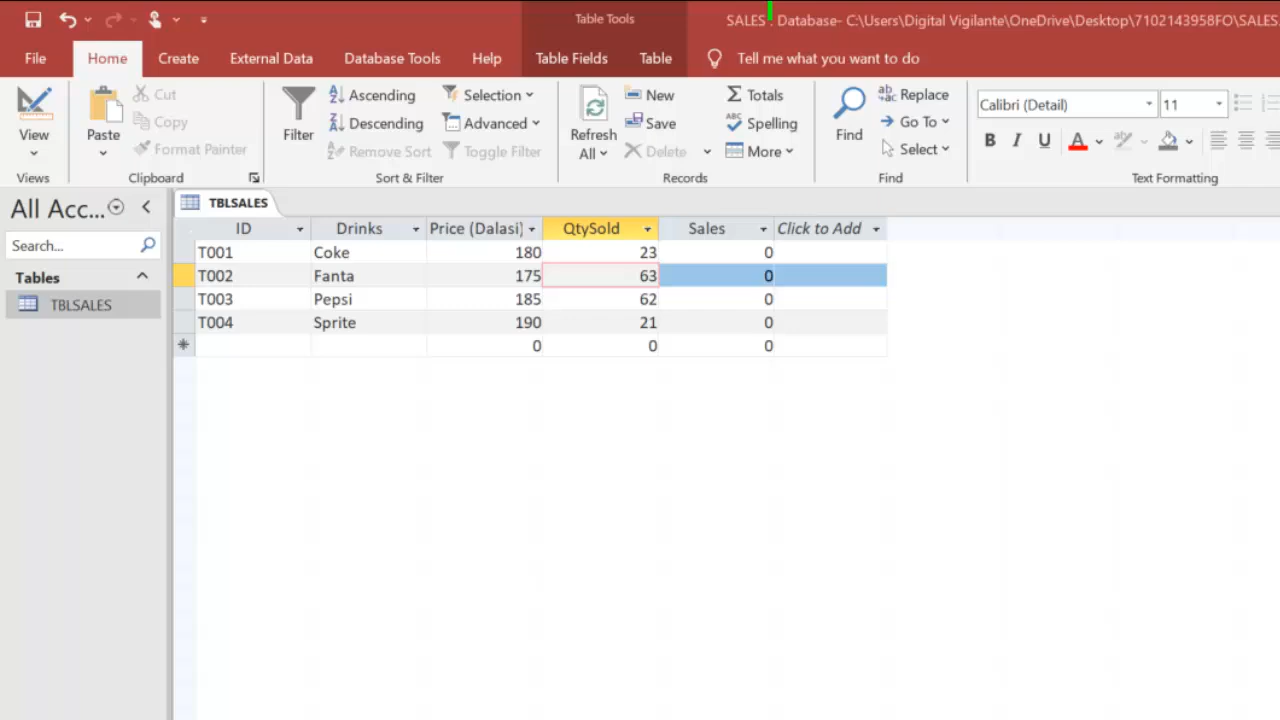 Table Tools
SALES : Database- C:\Users\Digital Vigilante\OneDrive\Desktop\7102143958FO\SALES.
File Home Create External Data Database Tools Help Table Fields Table Tell me what you want to do
View
Views
Paste
Cut
Copy
Format Painter
Clipboard
Filter
Ascending
Descending
Remove Sort
Selection
Advanced
Toggle Filter
Sort & Filter
Refresh
All
New
Save
Delete
Totals
Spelling
More
Records
Find
Replace
Go To
Select
Find
Calibri (Detail) 11
B I U A
Text Formatting
All Acc...
Search...
Tables
TBLSALES
TBLSALES
ID Drinks Price (Dalasi) QtySold Sales Click to Add
T001 Coke 180 23 0
T002 Fanta 175 63 0
T003 Pepsi 185 62 0
T004 Sprite 190 21 0
0 0 0